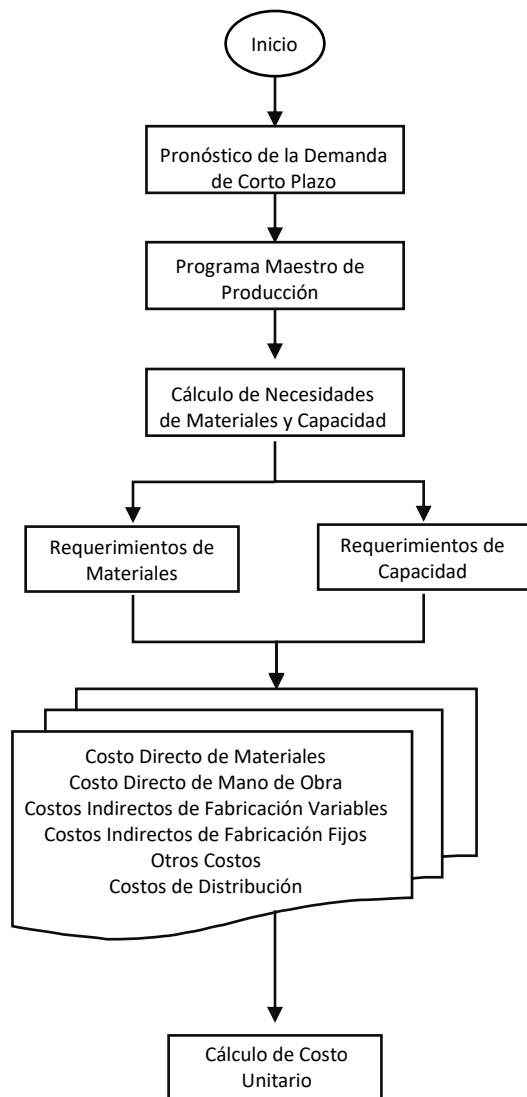 Inicio
Pronóstico de la Demanda
de Corto Plazo
Programa Maestro de
Producción
Cálculo de Necesidades
de Materiales y Capacidad
Requerimientos de
Materiales
Requerimientos de
Capacidad
Costo Directo de Materiales
Costo Directo de Mano de Obra
Costos Indirectos de Fabricación Variables
Costos Indirectos de Fabricación Fijos
Otros Costos
Costos de Distribución
Cálculo de Costo
Unitario